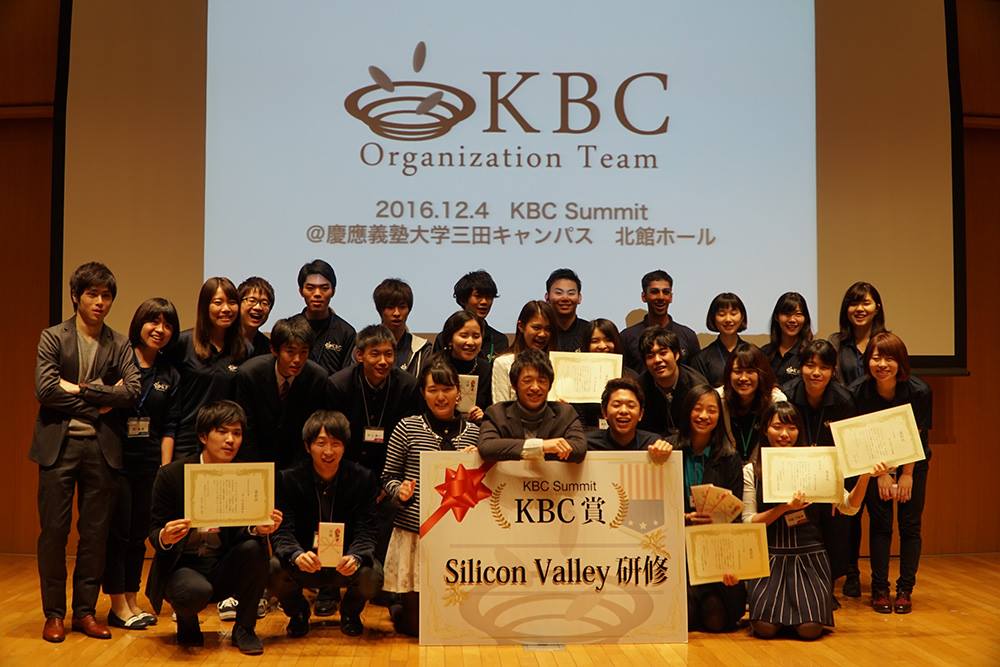 KBC
Organization Team
2016.12.4 KBC Summit
@慶應義塾大学三田キャンパス 北館ホール
KBC Summit
KBC賞
Silicon Valley 研修